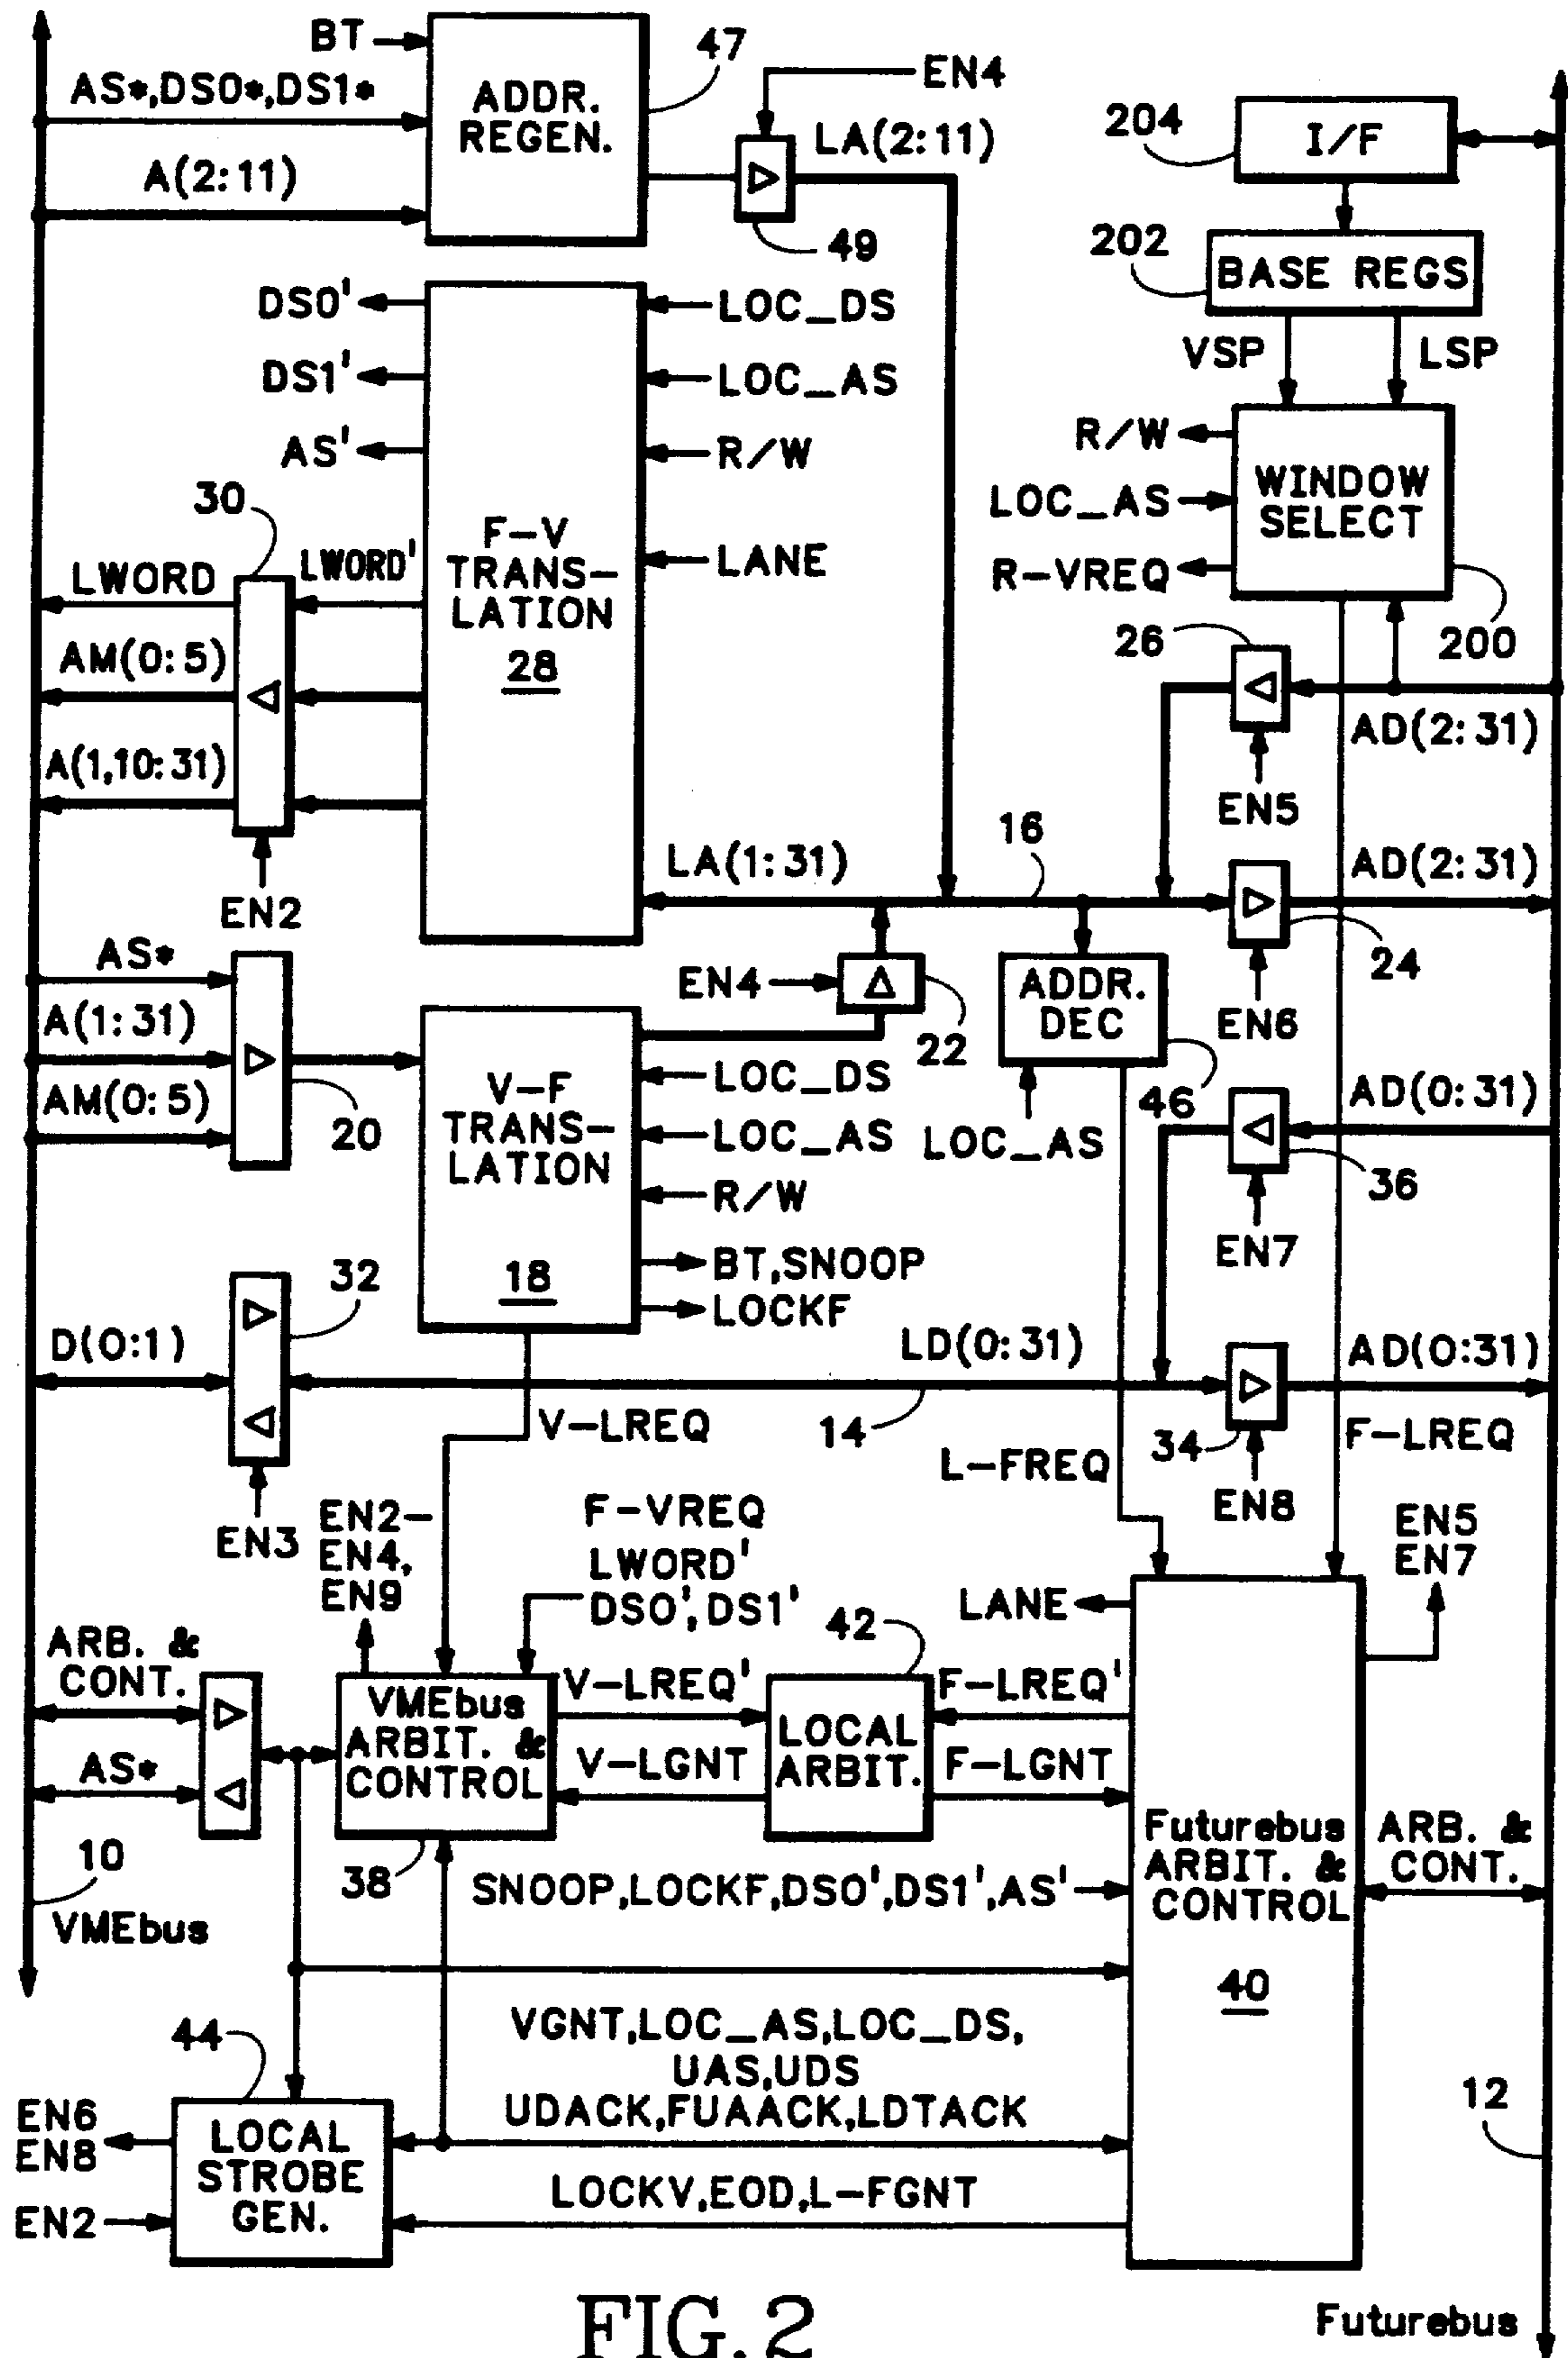 BT
AS*,DS0*,DS1*
A(2:11)
ADDR.
REGEN.
47
EN4
LA(2:11)
49
204
I/F
202
BASE REGS
VSP
LSP
R/W
LOC_AS
R-VREQ
WINDOW
SELECT
200
DS0'
DS1'
AS'
30
LWORD
LWORD'
AM(0:5)
A(1,10:31)
EN2
F-V
TRANS-
LATION
28
LOC_DS
LOC_AS
R/W
LANE
26
AD(2:31)
EN5
LA(1:31)
16
AD(2:31)
24
EN6
AS*
A(1:31)
AM(0:5)
20
EN4
22
ADDR.
DEC
46
LOC_AS
V-F
TRANS-
LATION
18
LOC_DS
LOC_AS
R/W
BT,SNOOP
LOCKF
AD(0:31)
36
EN7
32
D(0:1)
EN3
LD(0:31)
14
AD(0:31)
34
EN8
V-LREQ
L-FREQ
F-LREQ
EN2-
EN4,
EN9
F-VREQ
LWORD'
DS0',DS1'
EN5
EN7
LANE
42
ARB. &
CONT.
AS*
VMEbus
ARBIT. &
CONTROL
38
V-LREQ'
V-LGNT
LOCAL
ARBIT.
F-LREQ'
F-LGNT
Futurebus
ARBIT. &
CONTROL
40
ARB. &
CONT.
10
VMEbus
SNOOP,LOCKF,DS0',DS1',AS'
44
VGNT,LOC_AS,LOC_DS,
UAS,UDS
UDACK,FUAACK,LDTACK
EN6
EN8
EN2
LOCAL
STROBE
GEN.
LOCKV,EOD,L-FGNT
12
Futurebus
FIG. 2